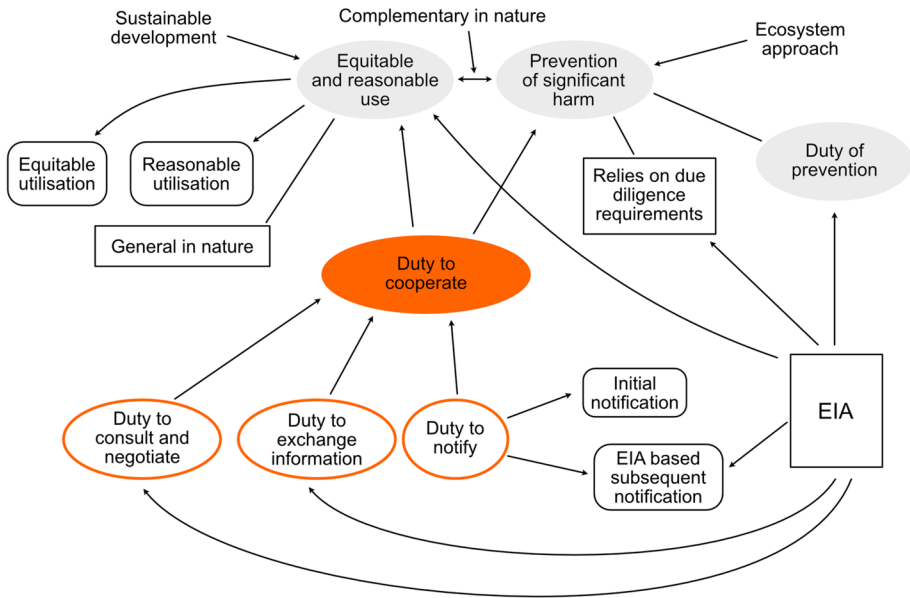 Sustainable
development
Complementary in nature
Ecosystem
approach
Equitable
and reasonable
use
Prevention
of significant
harm
Duty of
prevention
Equitable
utilisation
Reasonable
utilisation
Relies on due
diligence
requirements
General in nature
Duty to
cooperate
Initial
notification
EIA
Duty to
consult and
negotiate
Duty to
exchange
information
Duty to
notify
EIA based
subsequent
notification